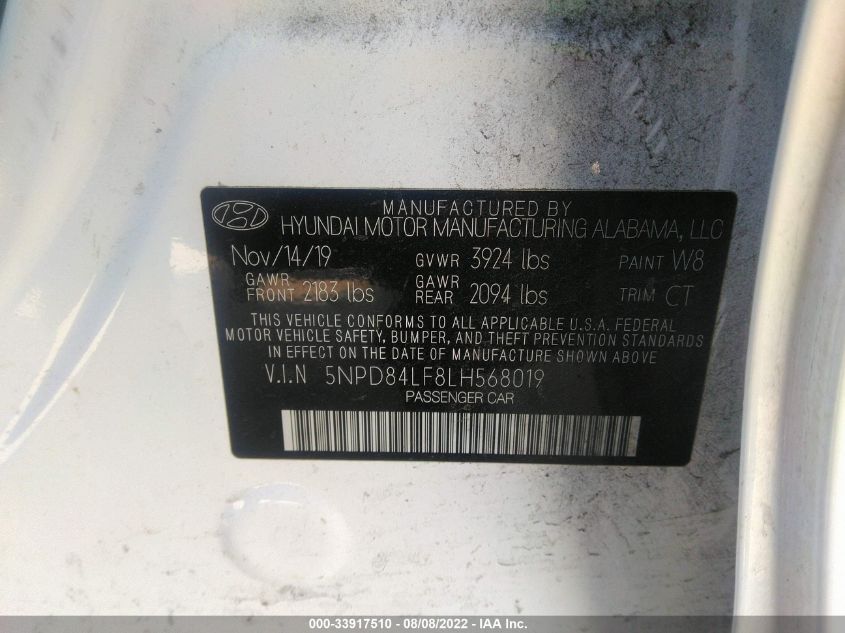 MANUFACTURED BY
HYUNDAI MOTOR MANUFACTURING ALABAMA, LLC
Nov/14/19 GVWR 3924 lbs PAINT W8
GAWR FRONT 2183 lbs GAWR REAR 2094 lbs TRIM CT
THIS VEHICLE CONFORMS TO ALL APPLICABLE U.S.A. FEDERAL
MOTOR VEHICLE SAFETY, BUMPER, AND THEFT PREVENTION STANDARDS
IN EFFECT ON THE DATE OF MANUFACTURE SHOWN ABOVE
V.I.N 5NPD84LF8LH568019
PASSENGER CAR
000-33917510 - 08/08/2022 - IAA Inc.